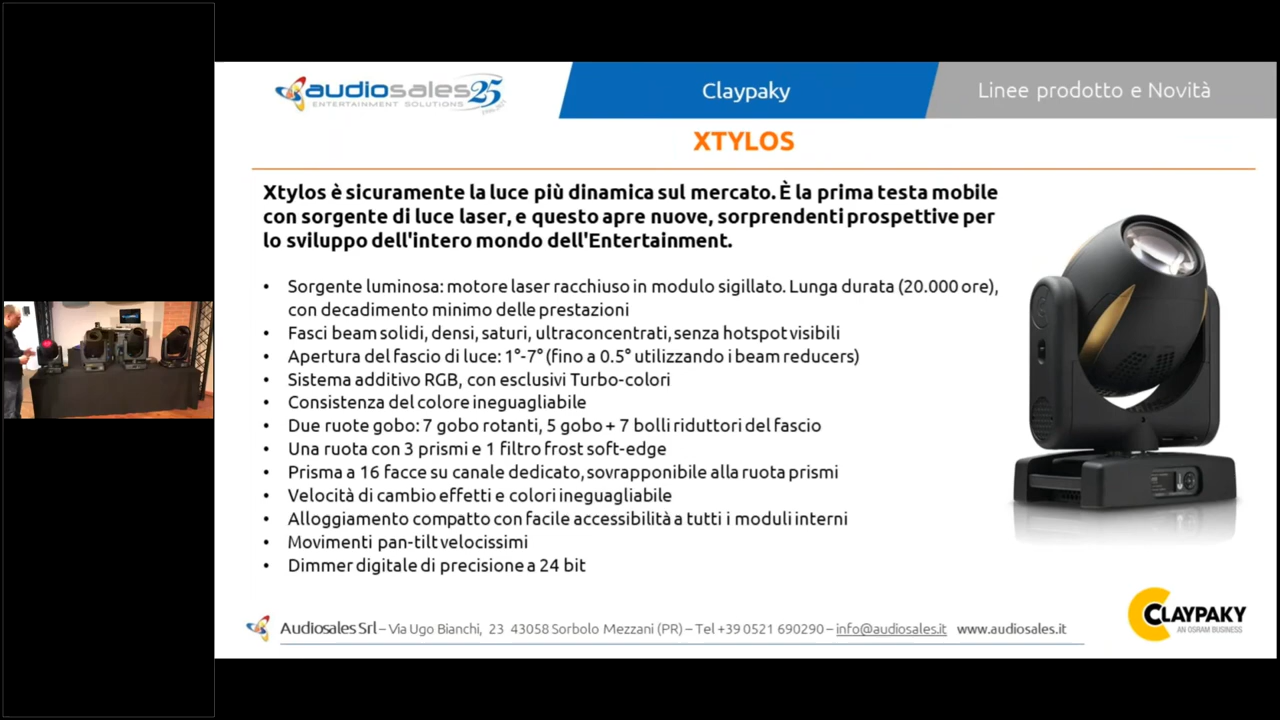 audiosales 25
ENTERTAINMENT SOLUTIONS
Claypaky
Linee prodotto e Novità
XTYLOS
Xtylos è sicuramente la luce più dinamica sul mercato. È la prima testa mobile
con sorgente di luce laser, e questo apre nuove, sorprendenti prospettive per
lo sviluppo dell'intero mondo dell'Entertainment.
• Sorgente luminosa: motore laser racchiuso in modulo sigillato. Lunga durata (20.000 ore),
con decadimento minimo delle prestazioni
• Fasci beam solidi, densi, saturi, ultraconcentrati, senza hotspot visibili
• Apertura del fascio di luce: 1°-7° (fino a 0.5° utilizzando i beam reducers)
• Sistema additivo RGB, con esclusivi Turbo-colori
• Consistenza del colore ineguagliabile
• Due ruote gobo: 7 gobo rotanti, 5 gobo + 7 bolli riduttori del fascio
• Una ruota con 3 prismi e 1 filtro frost soft-edge
• Prisma a 16 facce su canale dedicato, sovrapponibile alla ruota prismi
• Velocità di cambio effetti e colori ineguagliabile
• Alloggiamento compatto con facile accessibilità a tutti i moduli interni
• Movimenti pan-tilt velocissimi
• Dimmer digitale di precisione a 24 bit
Audiosales Srl – Via Ugo Bianchi, 23 43058 Sorbolo Mezzani (PR) – Tel +39 0521 690290 – info@audiosales.it www.audiosales.it
CLAYPAKY
AN OSRAM BUSINESS